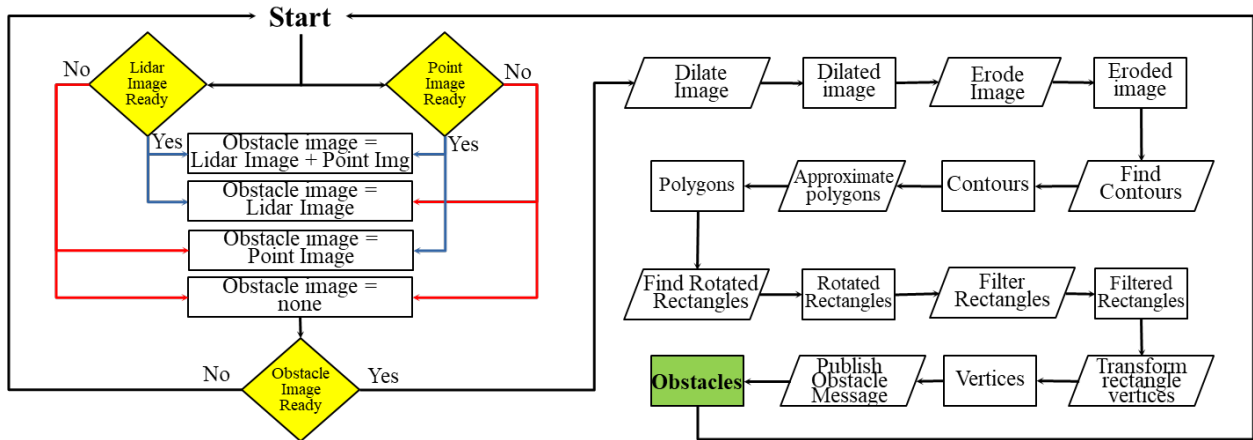 Start
No
Lidar
Image
Ready
Yes
Point
Image
Ready
No
Yes
Obstacle image =
Lidar Image + Point Img
Obstacle image =
Lidar Image
Obstacle image =
Point Image
Obstacle image =
none
No
Obstacle
Image
Ready
Yes
Dilate
Image
Dilated
image
Erode
Image
Eroded
image
Find
Contours
Contours
Approximate
polygons
Polygons
Find Rotated
Rectangles
Rotated
Rectangles
Filter
Rectangles
Filtered
Rectangles
Transform
rectangle
vertices
Vertices
Publish
Obstacle
Message
Obstacles